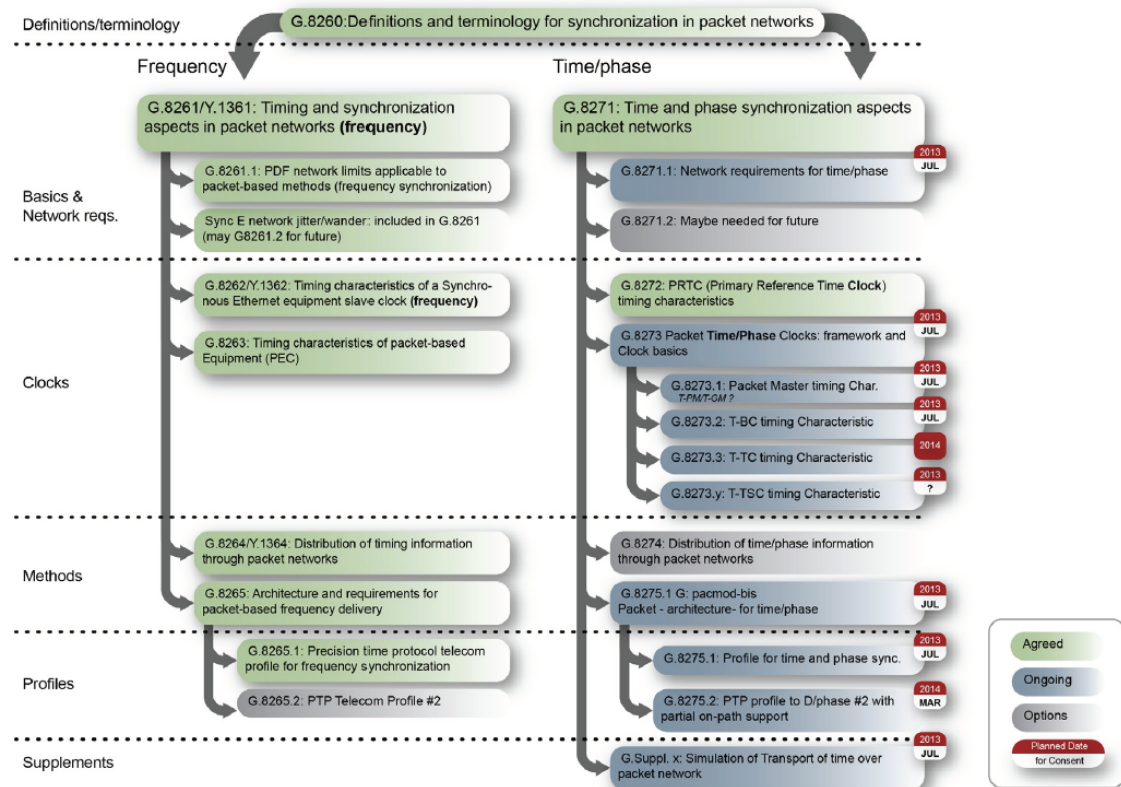 Definitions/terminology
G.8260:Definitions and terminology for synchronization in packet networks
Frequency
Time/phase
G.8261/Y.1361: Timing and synchronization
aspects in packet networks (frequency)
G.8271: Time and phase synchronization aspects
in packet networks
Basics &
Network reqs.
G.8261.1: PDF network limits applicable to
packet-based methods (frequency synchronization)
Sync E network jitter/wander: included in G.8261
(may G8261.2 for future)
2013
JUL
G.8271.1: Network requirements for time/phase
G.8271.2: Maybe needed for future
Clocks
G.8262/Y.1362: Timing characteristics of a Synchro-
nous Ethernet equipment slave clock (frequency)
G.8263: Timing characteristics of packet-based
Equipment (PEC)
G.8272: PRTC (Primary Reference Time Clock)
timing characteristics
2013
JUL
G.8273 Packet Time/Phase Clocks: framework and
Clock basics
2013
JUL
G.8273.1: Packet Master timing Char.
T-PM/T-GM ?
2013
JUL
G.8273.2: T-BC timing Characteristic
2014
G.8273.3: T-TC timing Characteristic
2013
?
G.8273.y: T-TSC timing Characteristic
Methods
G.8264/Y.1364: Distribution of timing information
through packet networks
G.8265: Architecture and requirements for
packet-based frequency delivery
G.8274: Distribution of time/phase information
through packet networks
G.8275.1 G: pacmod-bis
Packet - architecture- for time/phase
2013
JUL
Profiles
G.8265.1: Precision time protocol telecom
profile for frequency synchronization
G.8265.2: PTP Telecom Profile #2
2013
JUL
G.8275.1: Profile for time and phase sync.
2014
MAR
G.8275.2: PTP profile to D/phase #2 with
partial on-path support
Supplements
2013
JUL
G.Suppl. x: Simulation of Transport of time over
packet network
Agreed
Ongoing
Options
Planned Date
for Consent